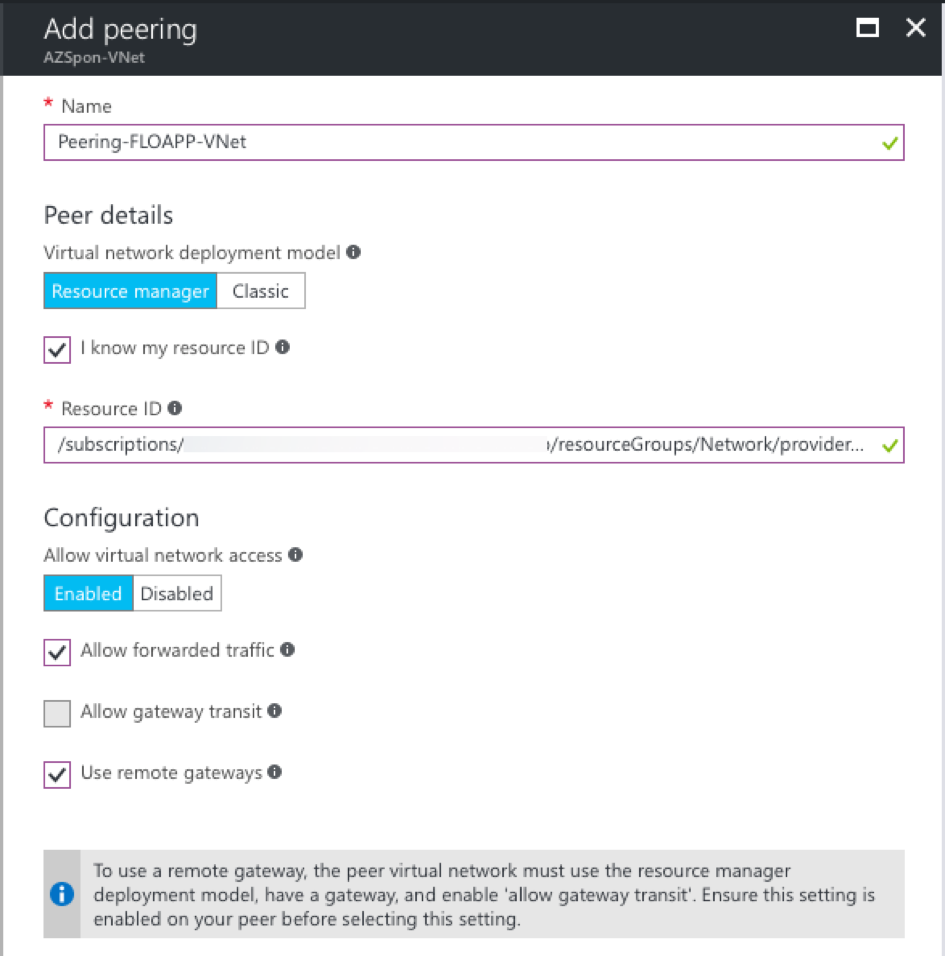 Add peering
AZSpon-VNet
* Name
Peering-FLOAPP-VNet
Peer details
Virtual network deployment model
Resource manager Classic
I know my resource ID
* Resource ID
/subscriptions/ /resourceGroups/Network/provider...
Configuration
Allow virtual network access
Enabled Disabled
Allow forwarded traffic
Allow gateway transit
Use remote gateways
To use a remote gateway, the peer virtual network must use the resource manager
deployment model, have a gateway, and enable 'allow gateway transit'. Ensure this setting is
enabled on your peer before selecting this setting.